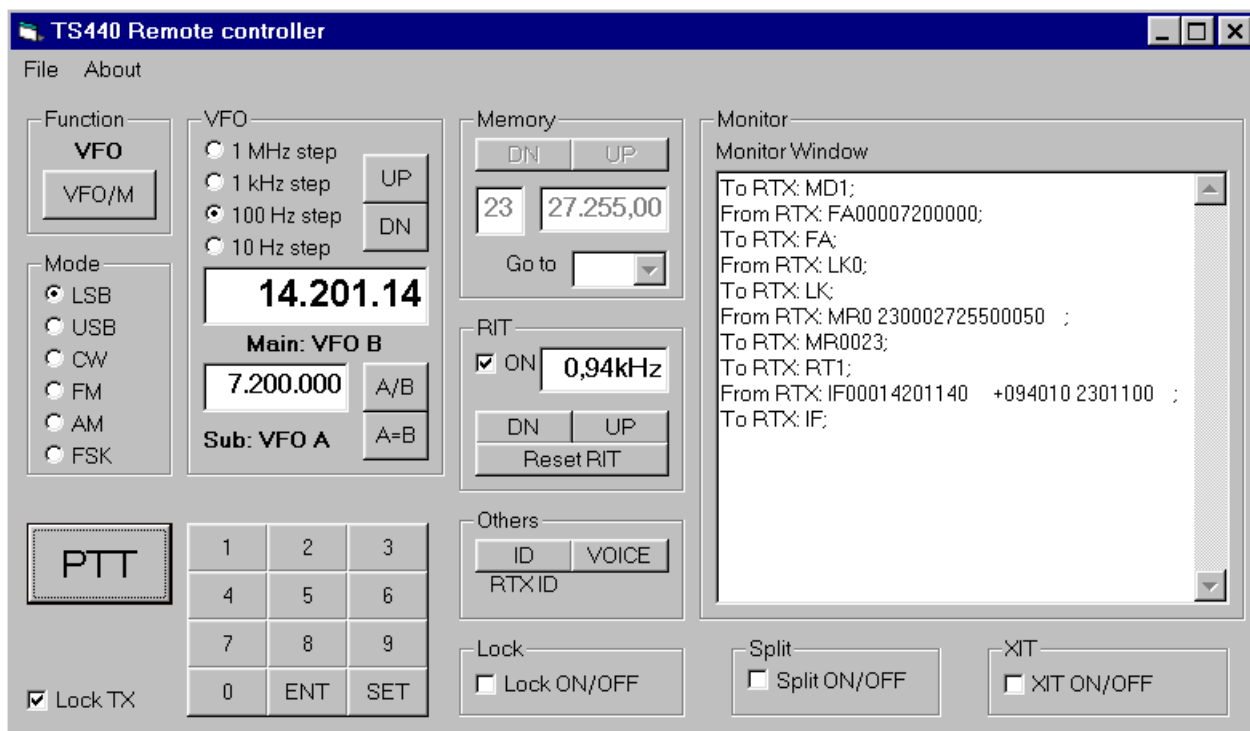 TS440 Remote controller
File About
Function
VFO
VFO/M
Mode
LSB
USB
CW
FM
AM
FSK
VFO
1 MHz step
1 kHz step
100 Hz step
10 Hz step
UP
DN
14.201.14
Main: VFO B
7.200.000
A/B
Sub: VFO A
A=B
Memory
DN UP
23 27.255,00
Go to
RIT
ON 0,94kHz
DN UP
Reset RIT
Others
ID VOICE
RTX ID
Monitor
Monitor Window
To RTX: MD1;
From RTX: FA00007200000;
To RTX: FA;
From RTX: LK0;
To RTX: LK;
From RTX: MR0 230002725500050 ;
To RTX: MR0023;
To RTX: RT1;
From RTX: IF00014201140 +094010 2301100 ;
To RTX: IF;
PTT
Lock TX
1 2 3
4 5 6
7 8 9
0 ENT SET
Lock
Lock ON/OFF
Split
Split ON/OFF
XIT
XIT ON/OFF